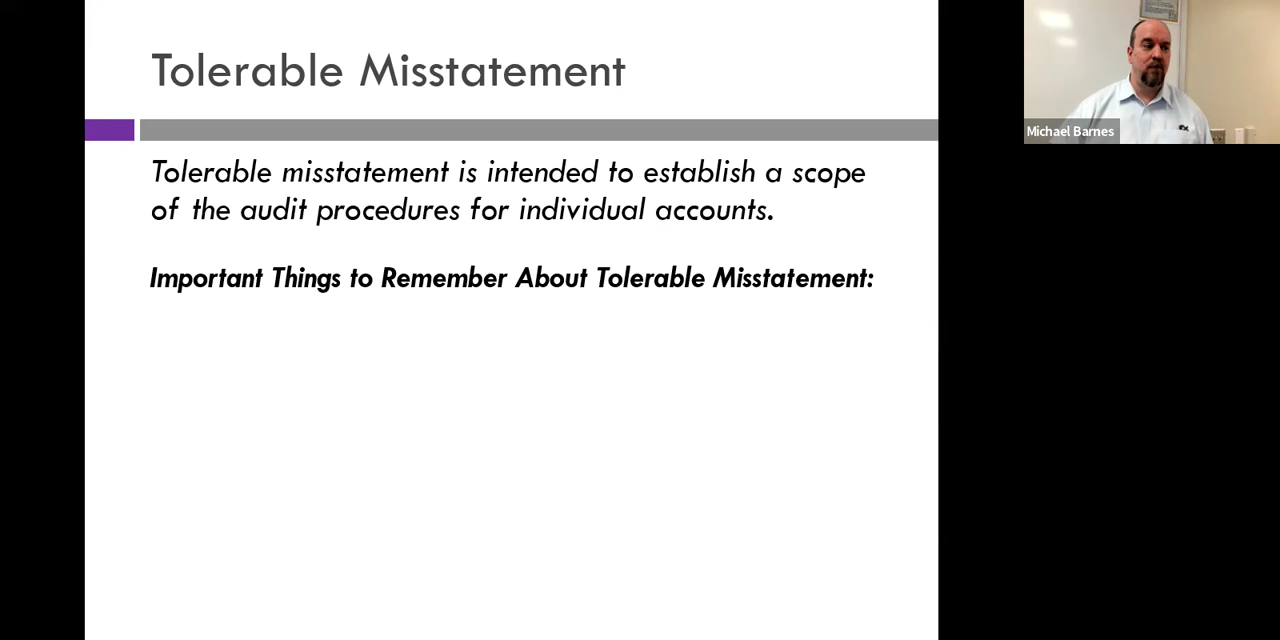 Tolerable Misstatement
Tolerable misstatement is intended to establish a scope
of the audit procedures for individual accounts.
Important Things to Remember About Tolerable Misstatement:
Michael Barnes